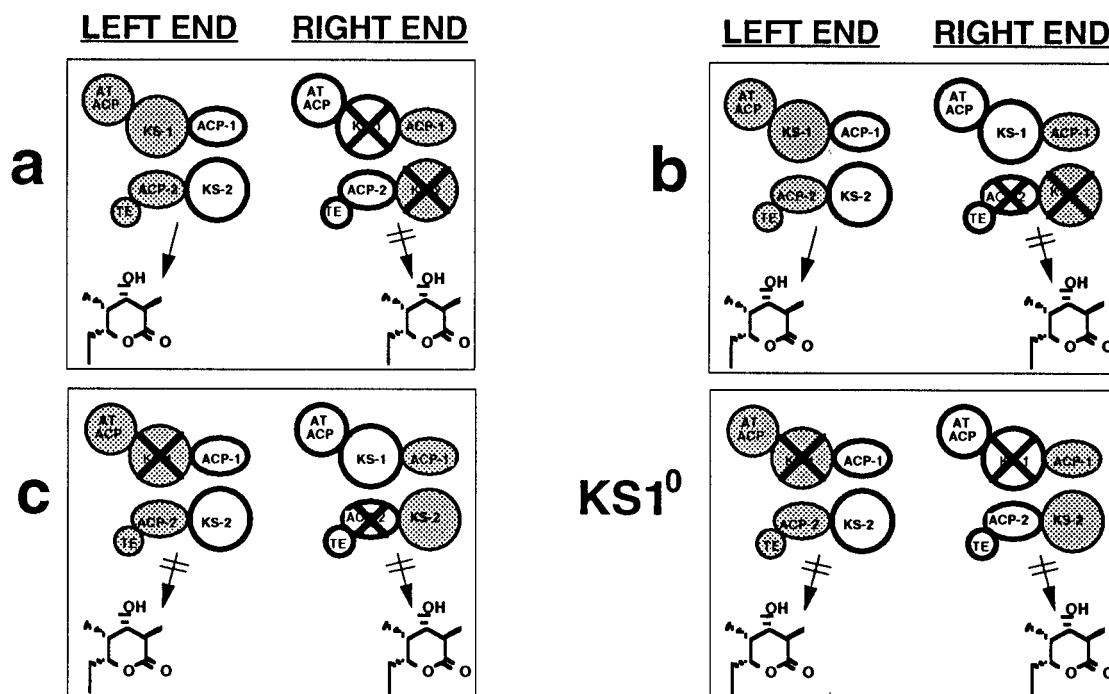 LEFT END RIGHT END
LEFT END RIGHT END
a
AT ACP
KS-1
ACP-1
ACP-2
KS-2
TE
AT ACP
ACP-1
ACP-2
TE
OH
O
O
OH
O
O
b
AT ACP
KS-1
ACP-1
ACP-2
KS-2
TE
AT ACP
KS-1
ACP-1
TE
OH
O
O
OH
O
O
c
AT ACP
ACP-1
ACP-2
KS-2
TE
AT ACP
KS-1
ACP-1
KS-2
TE
OH
O
O
OH
O
O
KS1⁰
AT ACP
ACP-1
ACP-2
KS-2
TE
AT ACP
ACP-1
ACP-2
KS-2
TE
OH
O
O
OH
O
O